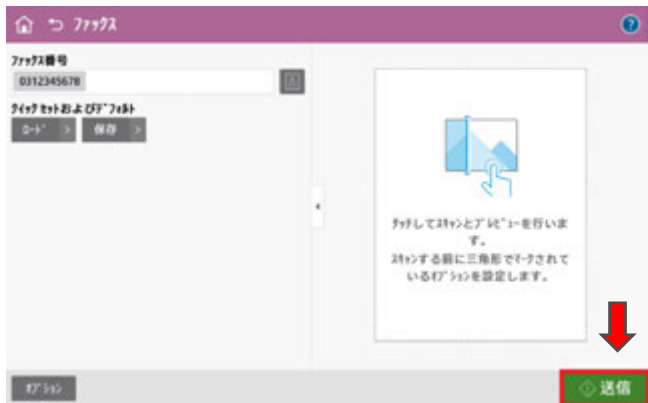 ﾌｧｯｸｽ
ﾌｧｯｸｽ番号
0312345678
ｸｲｯｸｾｯﾄおよびﾃﾞﾌｫﾙﾄ
ﾛｰﾄﾞ
保存
ﾀｯﾁしてｽｷｬﾝとﾌﾟﾚﾋﾞｭｰを行いま
す。
ｽｷｬﾝする前に三角形でﾏｰｸされて
いるｵﾌﾟｼｮﾝを設定します。
ｵﾌﾟｼｮﾝ
送信